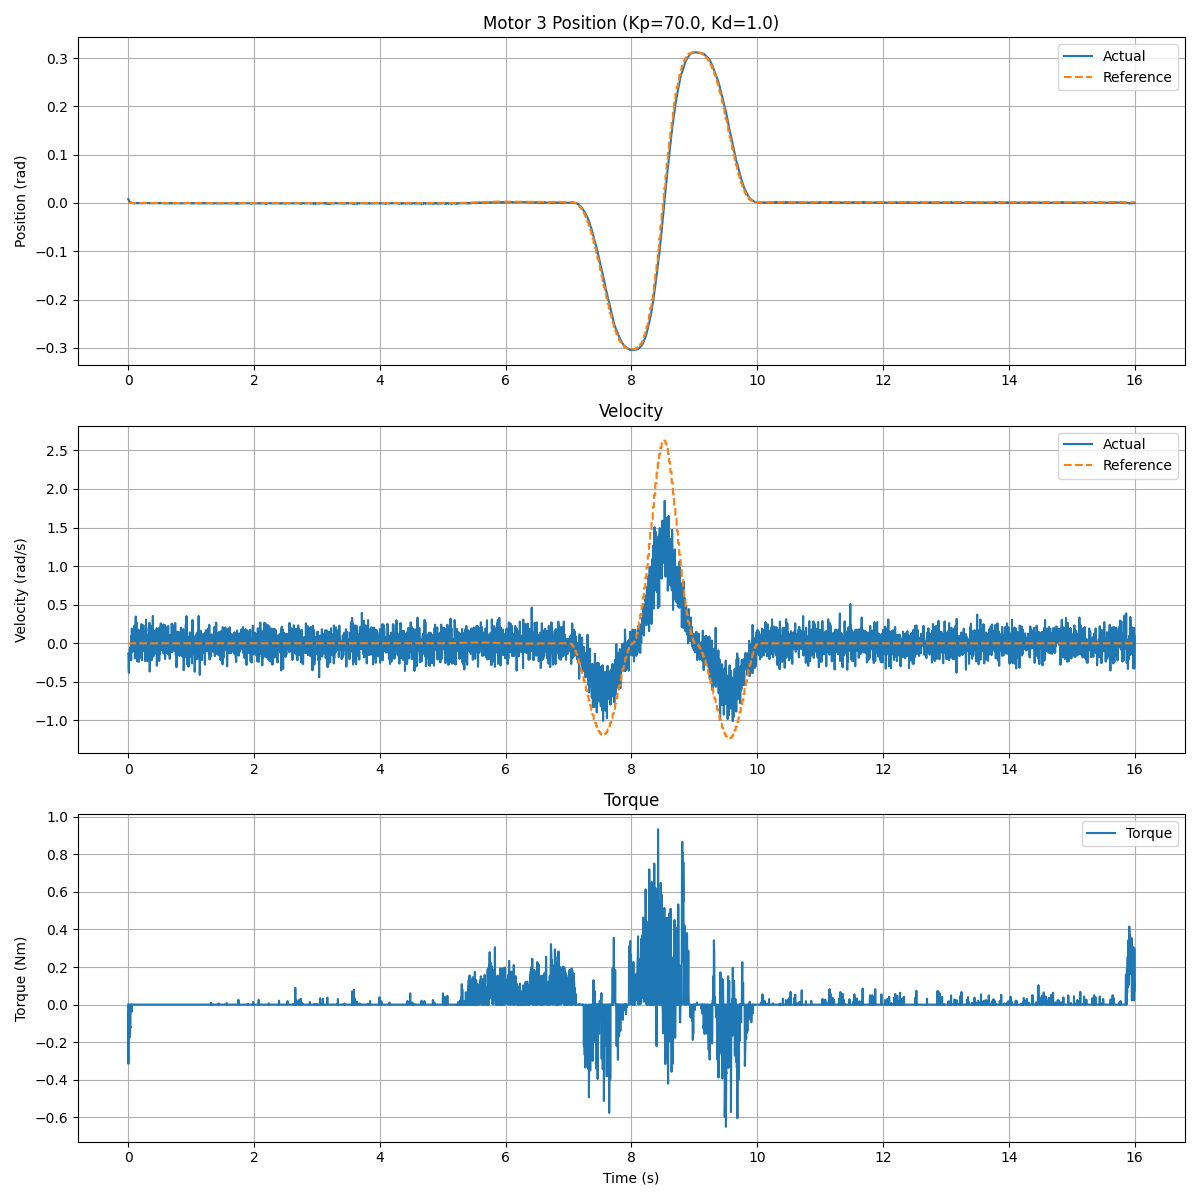 Motor 3 Position (Kp=70.0, Kd=1.0)
0.3
0.2
0.1
0.0
−0.1
−0.2
−0.3
Position (rad)
Actual
Reference
0 2 4 6 8 10 12 14 16
Velocity
2.5
2.0
1.5
1.0
0.5
0.0
−0.5
−1.0
Velocity (rad/s)
Actual
Reference
0 2 4 6 8 10 12 14 16
Torque
1.0
0.8
0.6
0.4
0.2
0.0
−0.2
−0.4
−0.6
Torque (Nm)
Torque
0 2 4 6 8 10 12 14 16
Time (s)